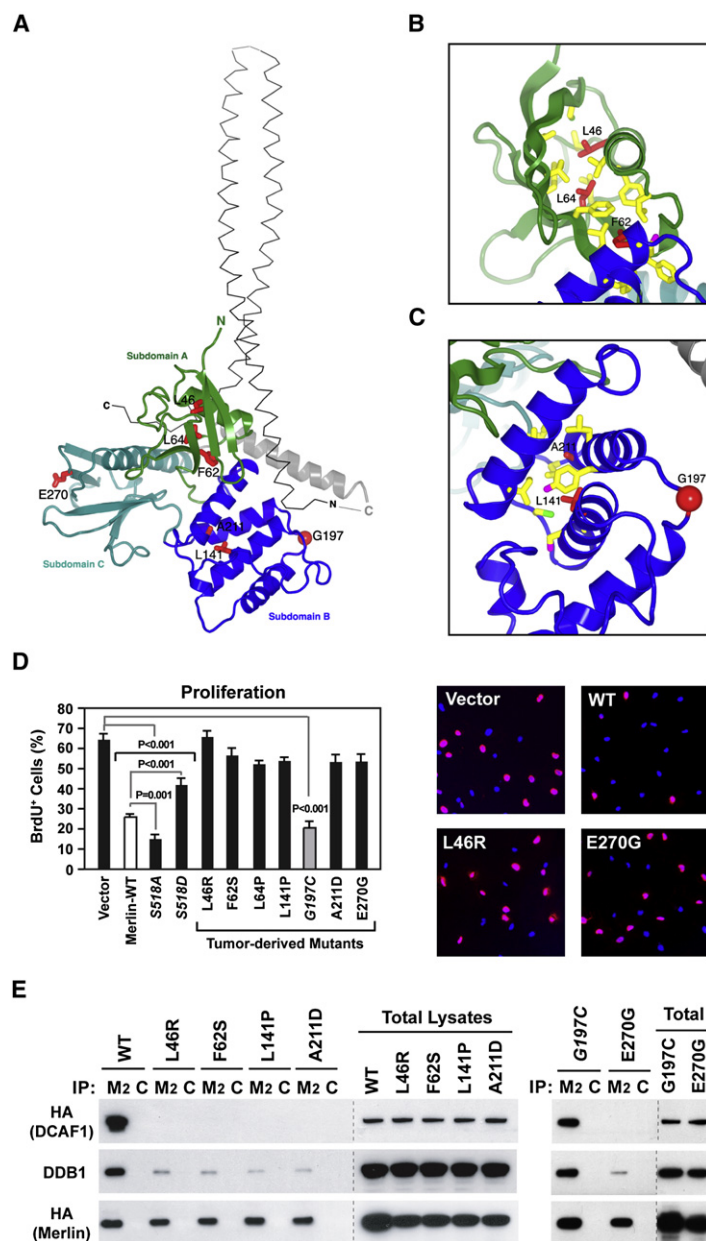 A
N
Subdomain A
C
L46
L64
F62
E270
N
C
A211
G197
L141
Subdomain C
Subdomain B
B
L46
L64
F62
C
A211
G197
L141
D
Proliferation
BrdU+ Cells (%)
80
70
60
50
40
30
20
10
0
P<0.001
P<0.001
P=0.001
P<0.001
Vector
Merlin-WT
S518A
S518D
L46R
F62S
L64P
L141P
G197C
A211D
E270G
Tumor-derived Mutants
Vector
WT
L46R
E270G
E
WT
L46R
F62S
L141P
A211D
Total Lysates
WT
L46R
F62S
L141P
A211D
G197C
E270G
Total
G197C
E270G
IP: M2 C M2 C M2 C M2 C M2 C
IP: M2 C M2 C
HA
(DCAF1)
DDB1
HA
(Merlin)